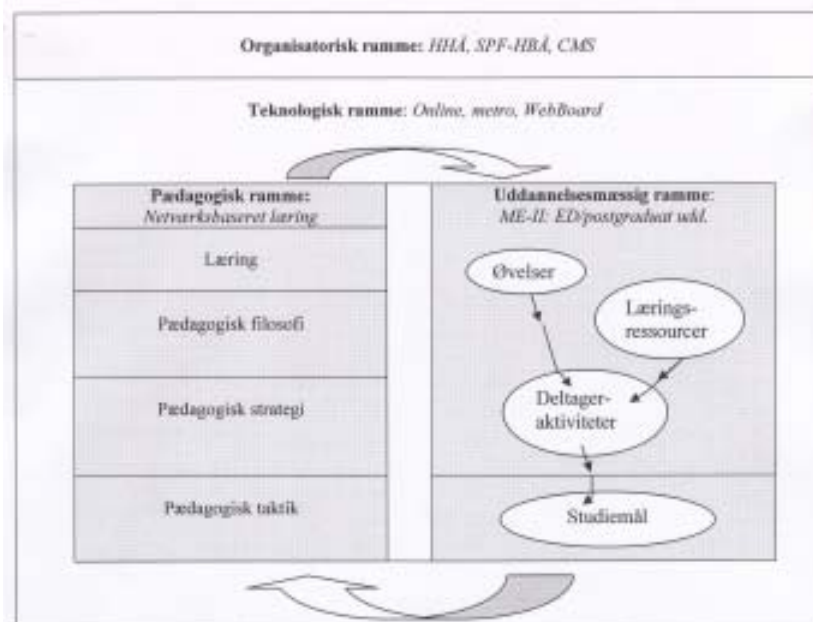 Organisatorisk ramme: HHÅ, SPF-HBÅ, CMS
Teknologisk ramme: Online, metro, WebBoard
Pædagogisk ramme:
Netværksbaseret læring
Læring
Pædagogisk filosofi
Pædagogisk strategi
Pædagogisk taktik
Uddannelsesmæssig ramme:
ME-II: ED/postgraduat udd.
Øvelser
Lærings-
ressourcer
Deltager-
aktiviteter
Studiemål